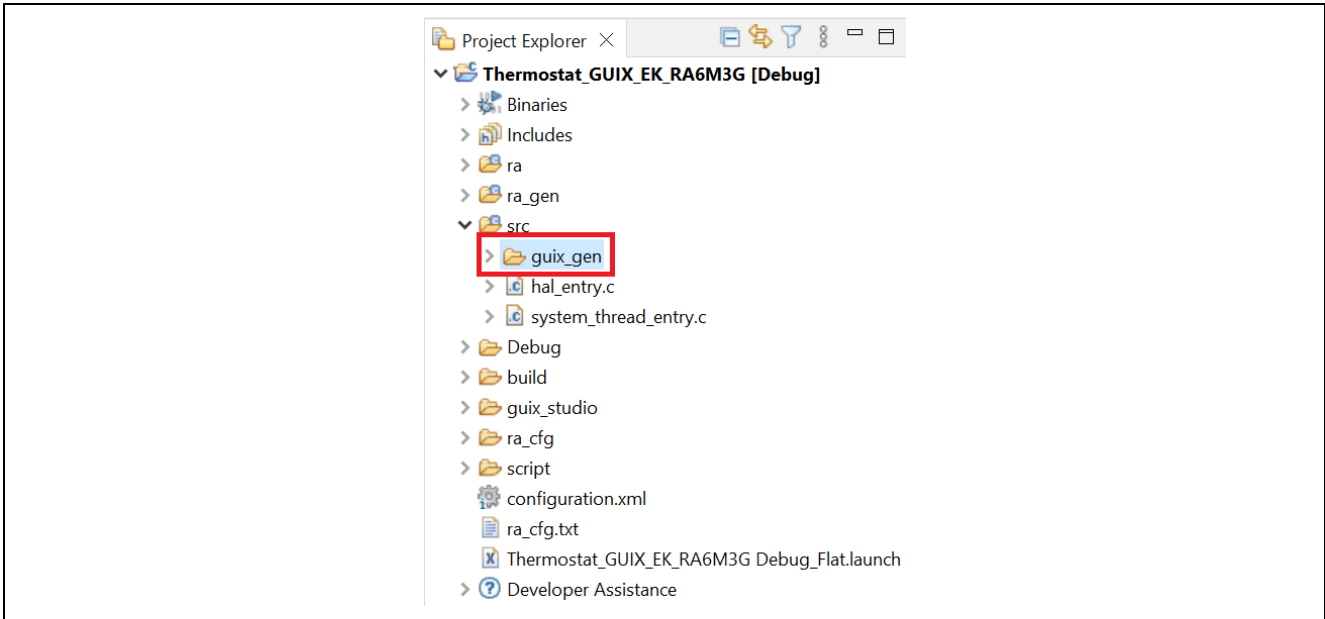 Project Explorer
Thermostat_GUIX_EK_RA6M3G [Debug]
Binaries
Includes
ra
ra_gen
src
guix_gen
hal_entry.c
system_thread_entry.c
Debug
build
guix_studio
ra_cfg
script
configuration.xml
ra_cfg.txt
Thermostat_GUIX_EK_RA6M3G Debug_Flat.launch
Developer Assistance